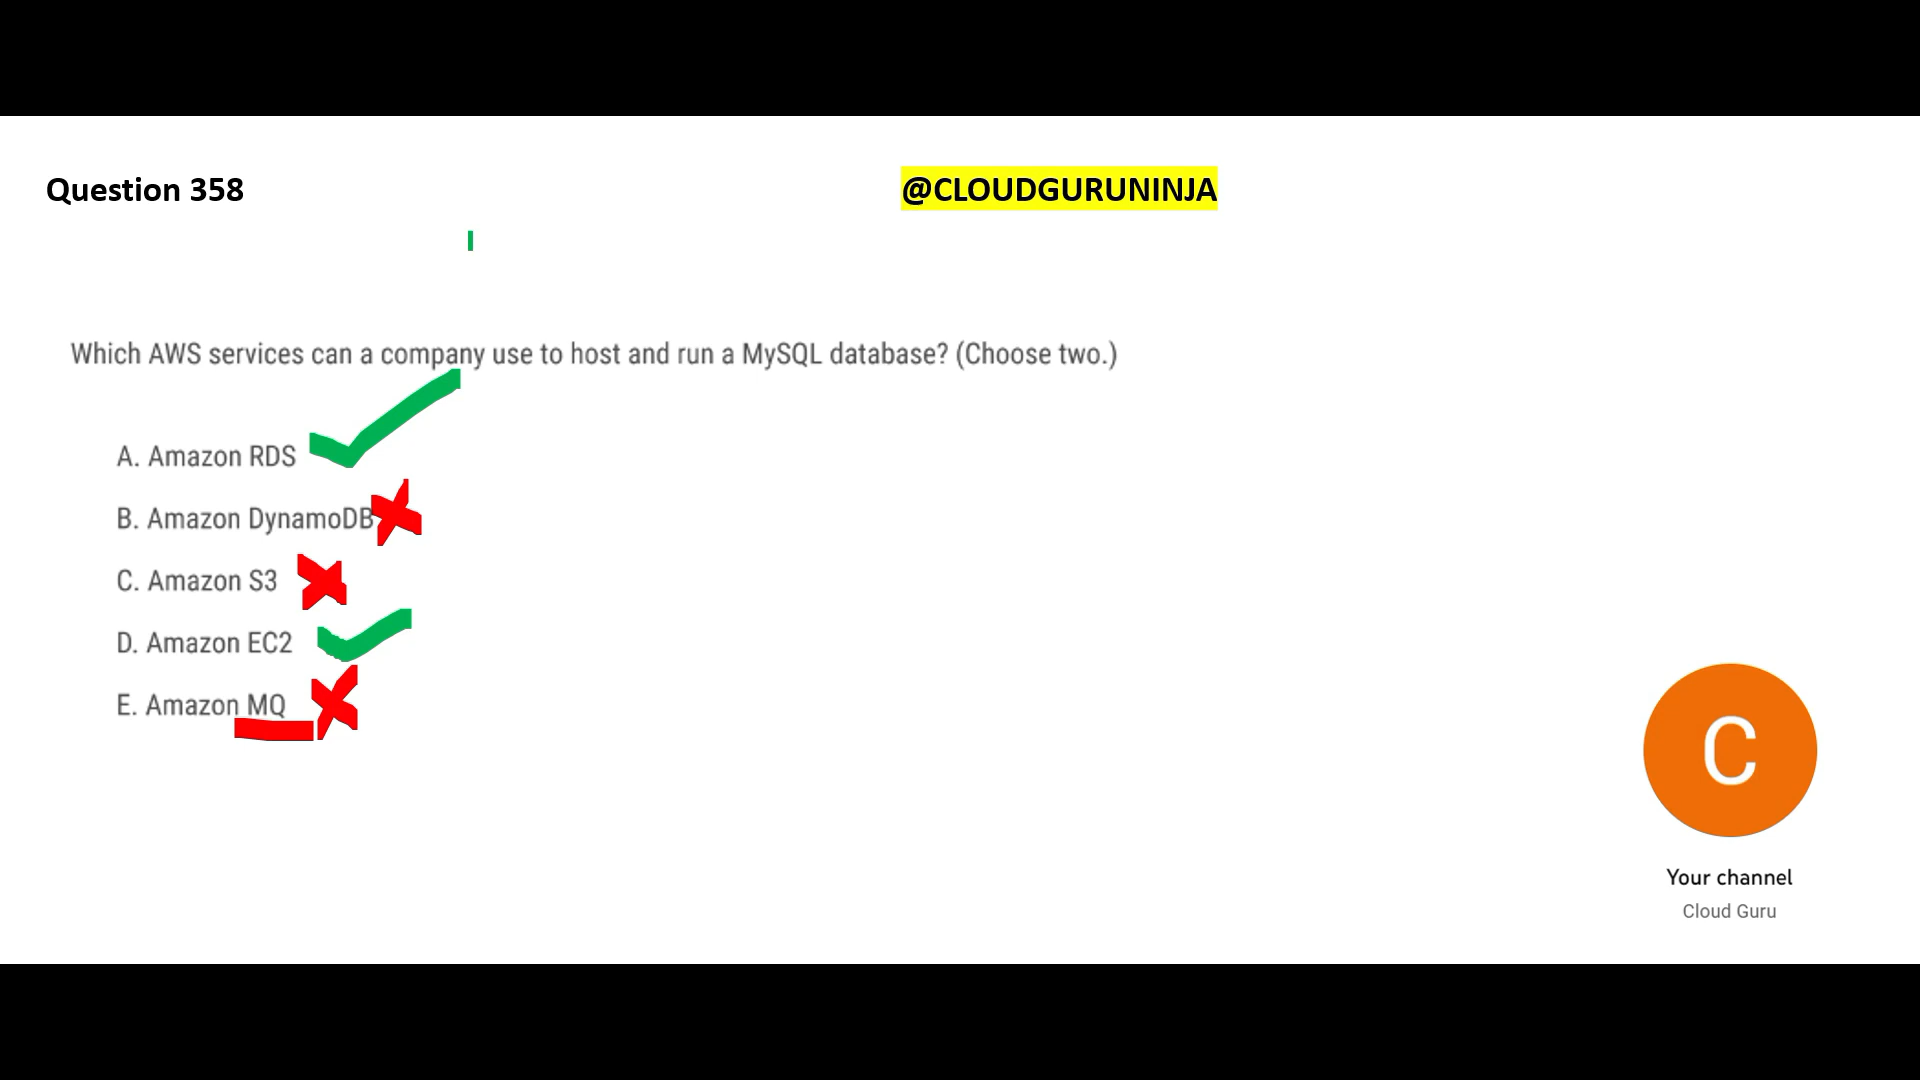 Question 358
@CLOUDGURUNINJA
Which AWS services can a company use to host and run a MySQL database? (Choose two.)
A. Amazon RDS
B. Amazon DynamoDB
C. Amazon S3
D. Amazon EC2
E. Amazon MQ
C
Your channel
Cloud Guru